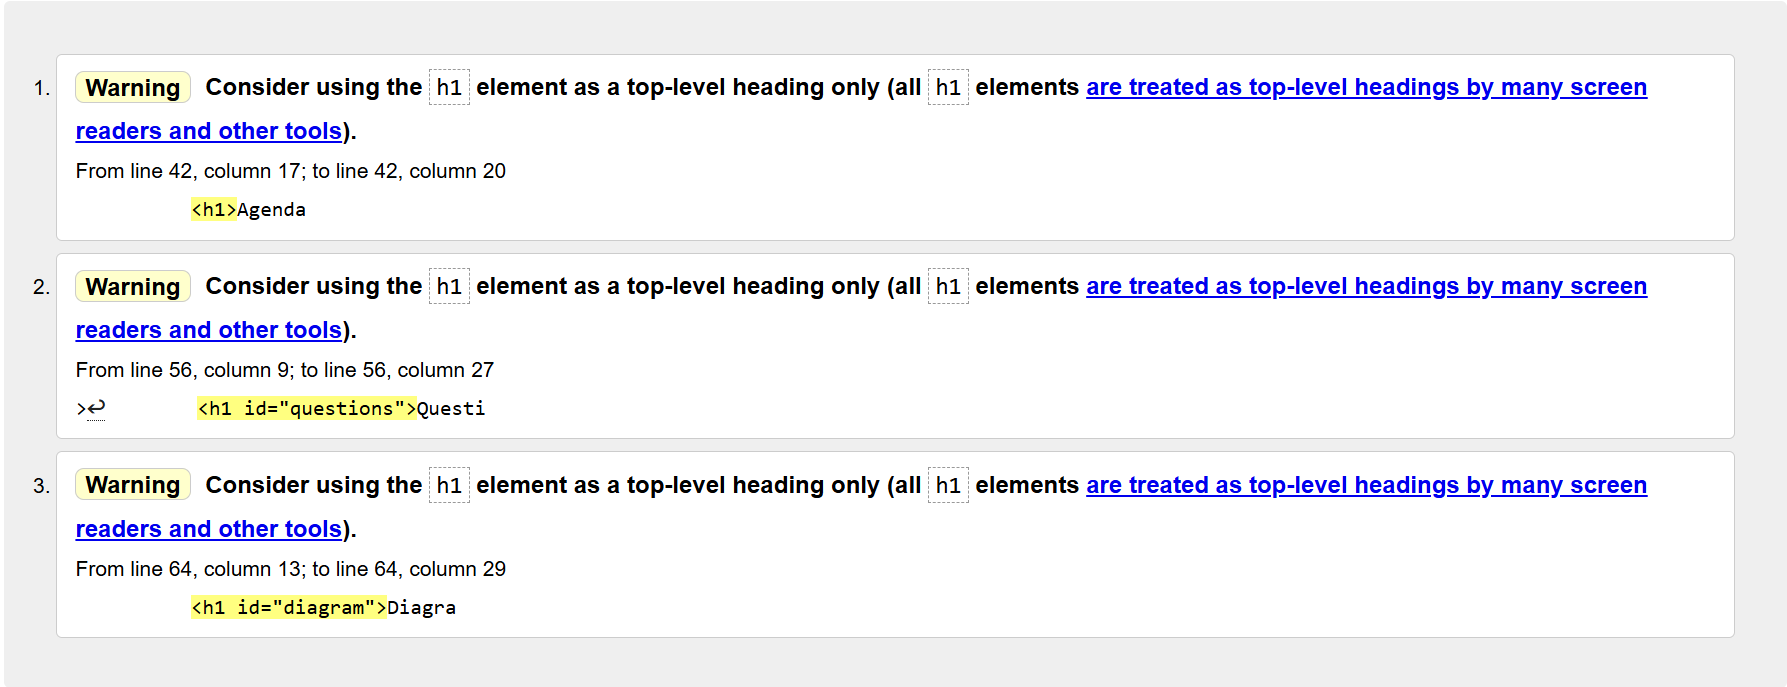 1. Warning Consider using the h1 element as a top-level heading only (all h1 elements are treated as top-level headings by many screen
readers and other tools).
From line 42, column 17; to line 42, column 20
<h1>Agenda
2. Warning Consider using the h1 element as a top-level heading only (all h1 elements are treated as top-level headings by many screen
readers and other tools).
From line 56, column 9; to line 56, column 27
>↩ <h1 id="questions">Questi
3. Warning Consider using the h1 element as a top-level heading only (all h1 elements are treated as top-level headings by many screen
readers and other tools).
From line 64, column 13; to line 64, column 29
<h1 id="diagram">Diagra